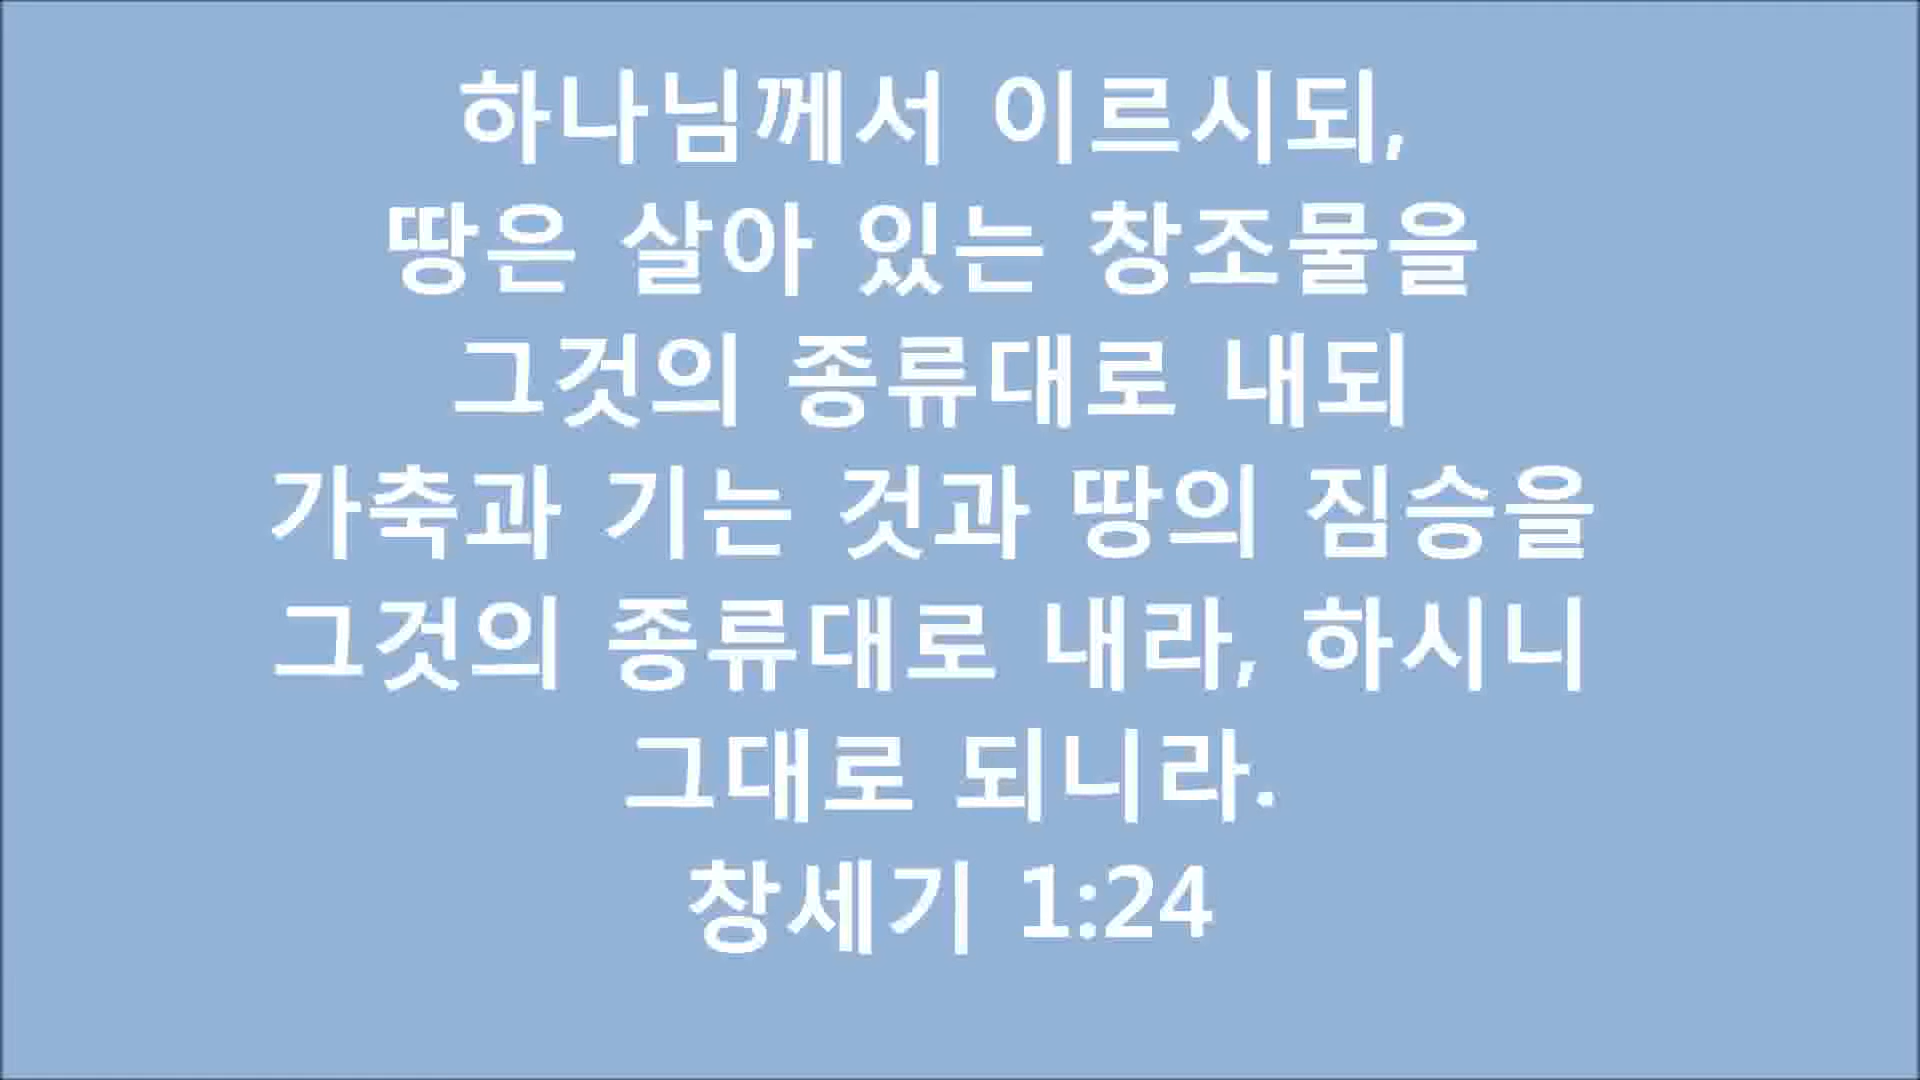 하나님께서 이르시되,
땅은 살아 있는 창조물을
그것의 종류대로 내되
가축과 기는 것과 땅의 짐승을
그것의 종류대로 내라, 하시니
그대로 되니라.
창세기 1:24